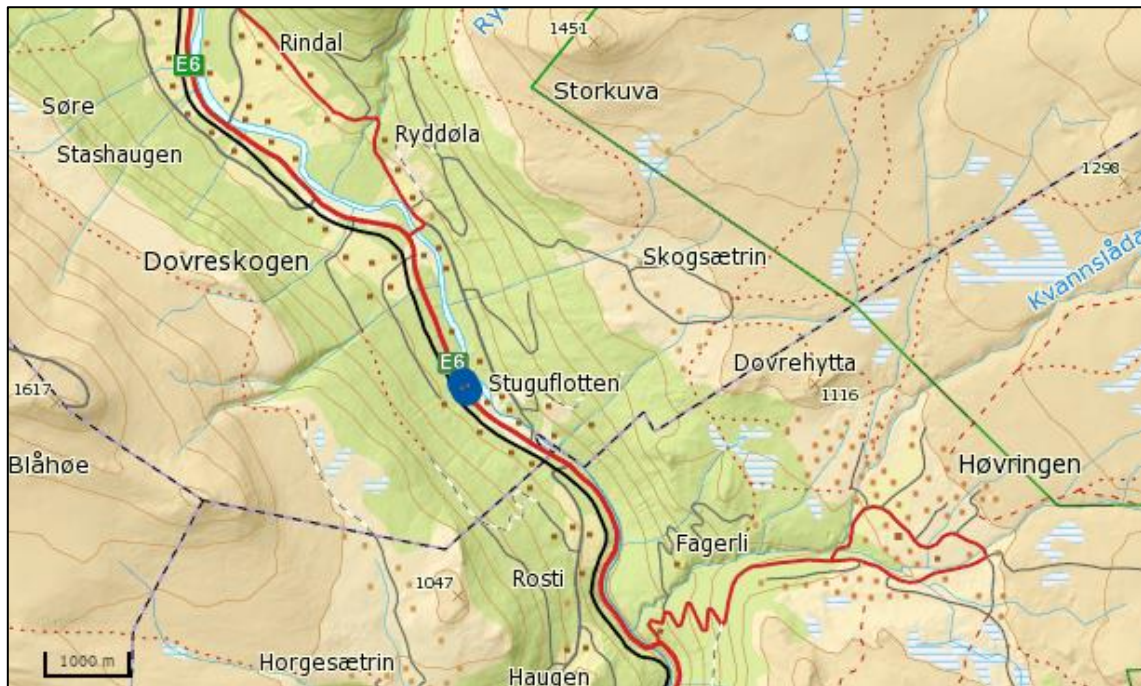 Ry
1451
Rindal
E6
Storkuva
Søre
Stashaugen
Ryddøla
1298
Dovreskogen
Skogsætrin
Kvannslåda
E6
Stuguflotten
Dovrehytta
1617
1116
Blåhøe
Høvringen
Fagerli
Rosti
1047
1000 m
Horgesætrin
Haugen